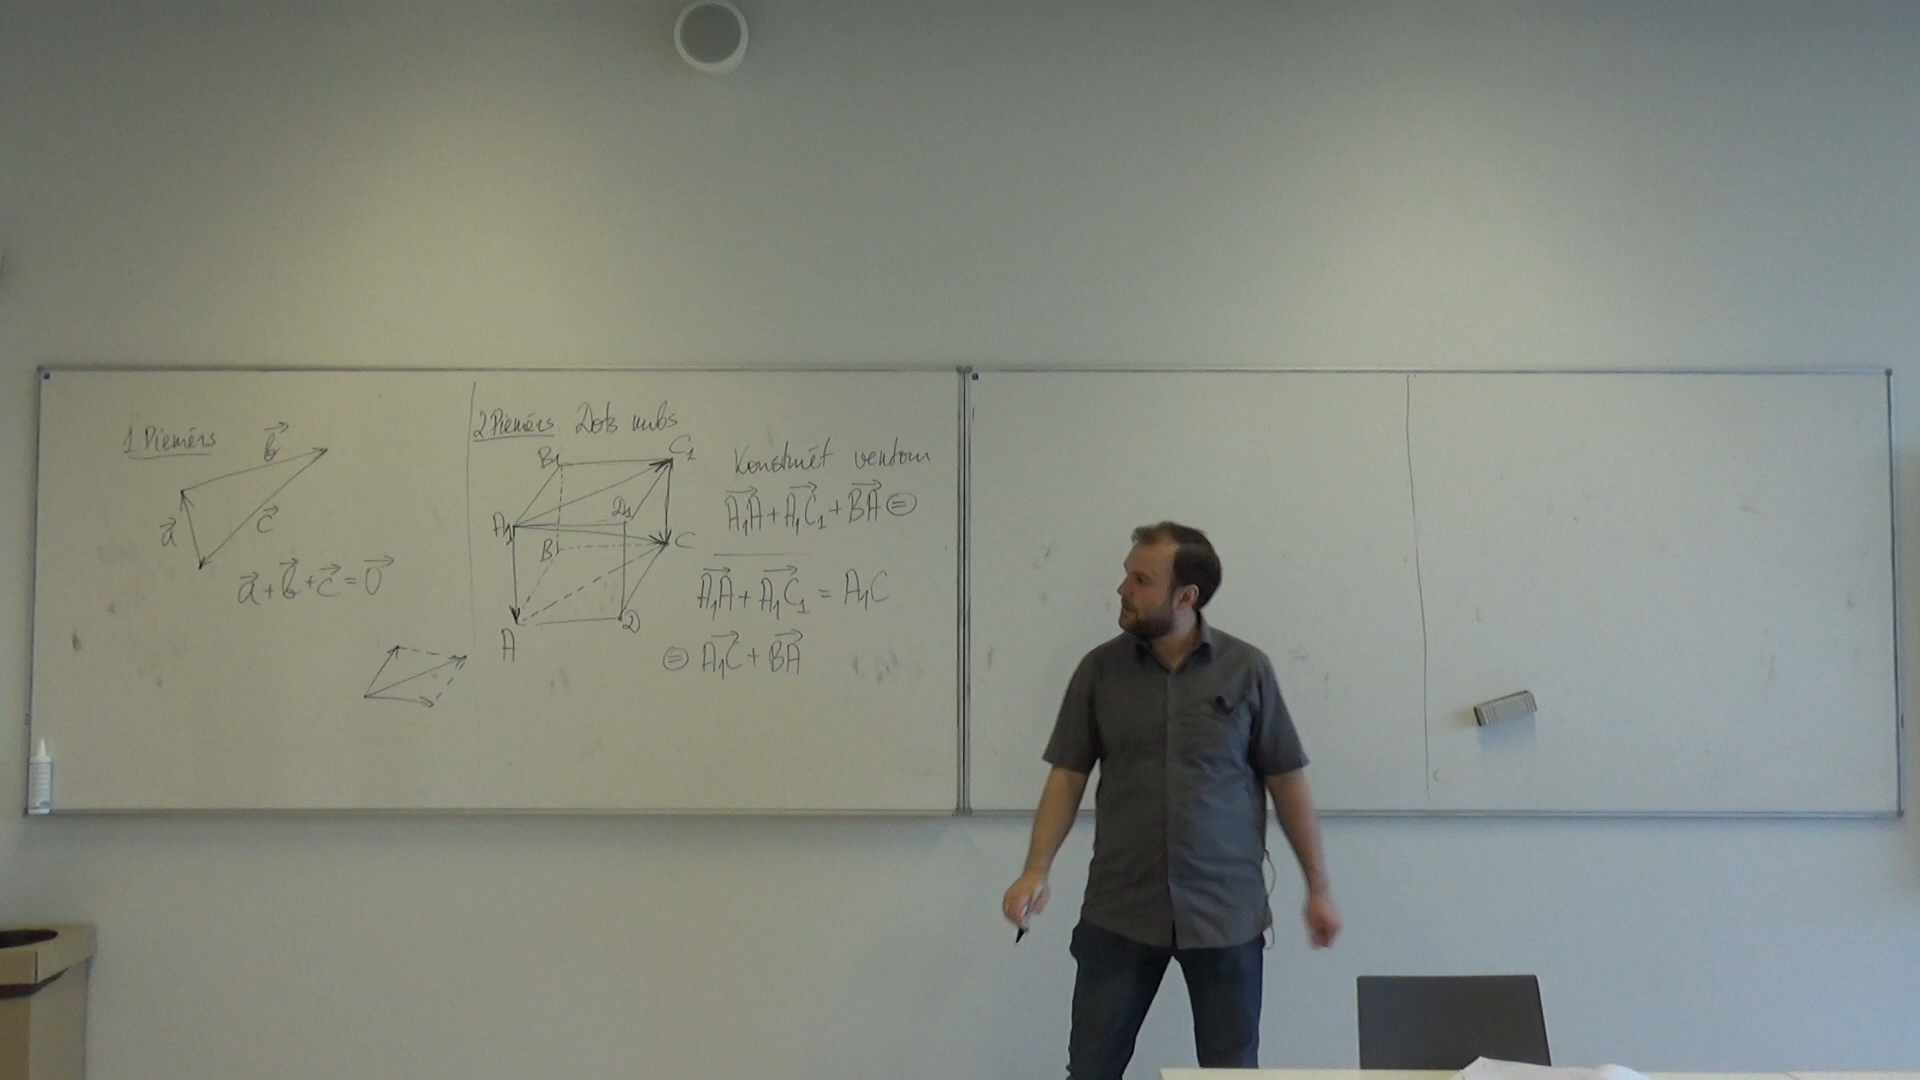 1 Piemērs
b⃗
a⃗
c⃗
a⃗ + b⃗ + c⃗ = 0⃗
2 Piemērs. Dots kubs
B₁ C₁
A₁ D₁
B C
A D
Konstruēt vektoru
A₁A⃗ + A₁C₁⃗ + BA⃗ ⊜
A₁A⃗ + A₁C₁⃗ = A₁C
⊜ A₁C⃗ + BA⃗